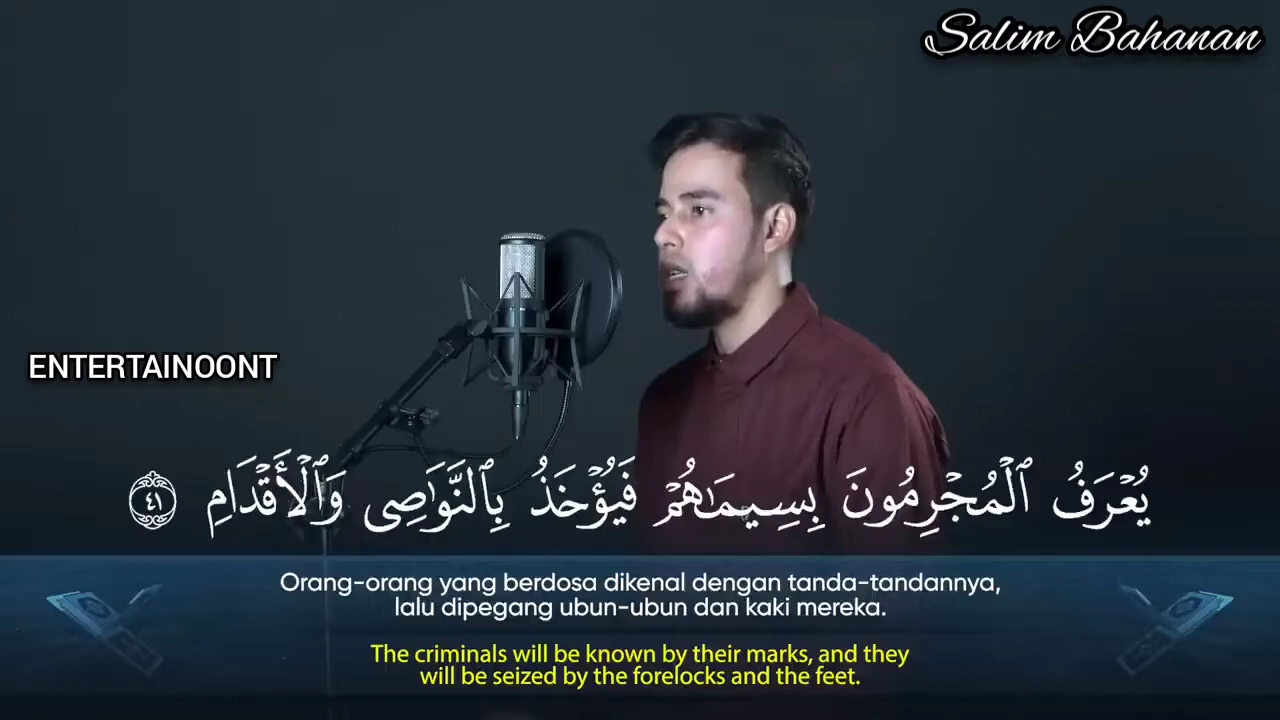 Salim Bahanan
ENTERTAINOONT
يُعْرَفُ ٱلْمُجْرِمُونَ بِسِيمَـٰهُمْ فَيُؤْخَذُ بِٱلنَّوَٰصِى وَٱلْأَقْدَامِ ٤١
Orang-orang yang berdosa dikenal dengan tanda-tandannya,
lalu dipegang ubun-ubun dan kaki mereka.
The criminals will be known by their marks, and they
will be seized by the forelocks and the feet.